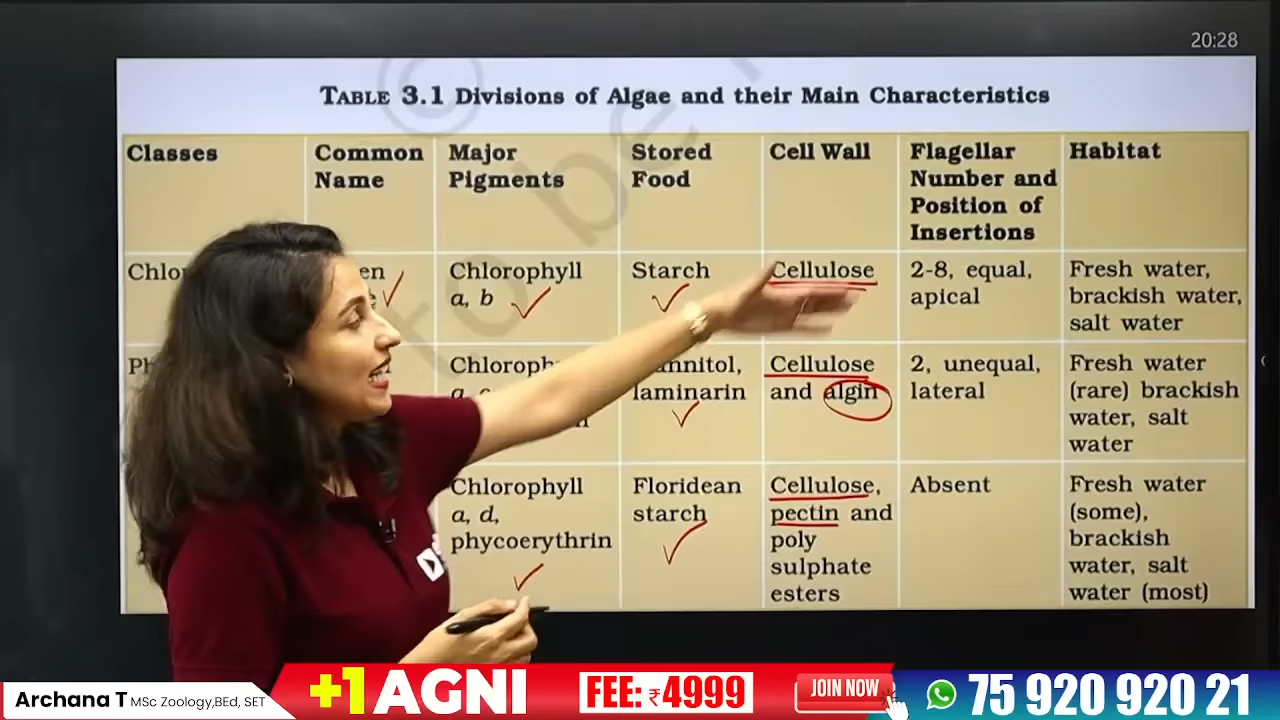 20:28
TABLE 3.1 Divisions of Algae and their Main Characteristics
Classes
Common
Name
Major
Pigments
Stored
Food
Cell Wall
Flagellar
Number and
Position of
Insertions
Habitat
Chlorophyll
a, b
Starch
Cellulose
2-8, equal,
apical
Fresh water,
brackish water,
salt water
laminarin
Cellulose
and algin
2, unequal,
lateral
Fresh water
(rare) brackish
water, salt
water
Chlorophyll
a, d,
phycoerythrin
Floridean
starch
Cellulose,
pectin and
poly
sulphate
esters
Absent
Fresh water
(some),
brackish
water, salt
water (most)
Archana T MSc Zoology,BEd, SET
+1 AGNI
FEE: ₹4999
JOIN NOW
75 920 920 21